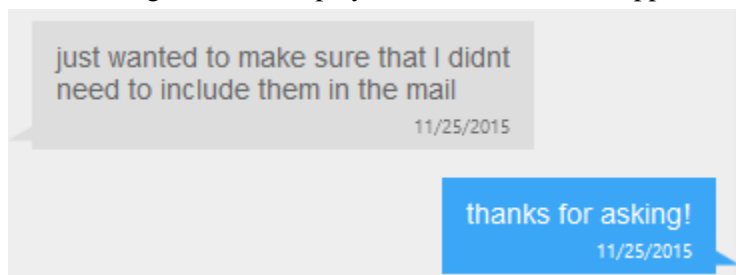 just wanted to make sure that I didnt
need to include them in the mail
11/25/2015
thanks for asking!
11/25/2015